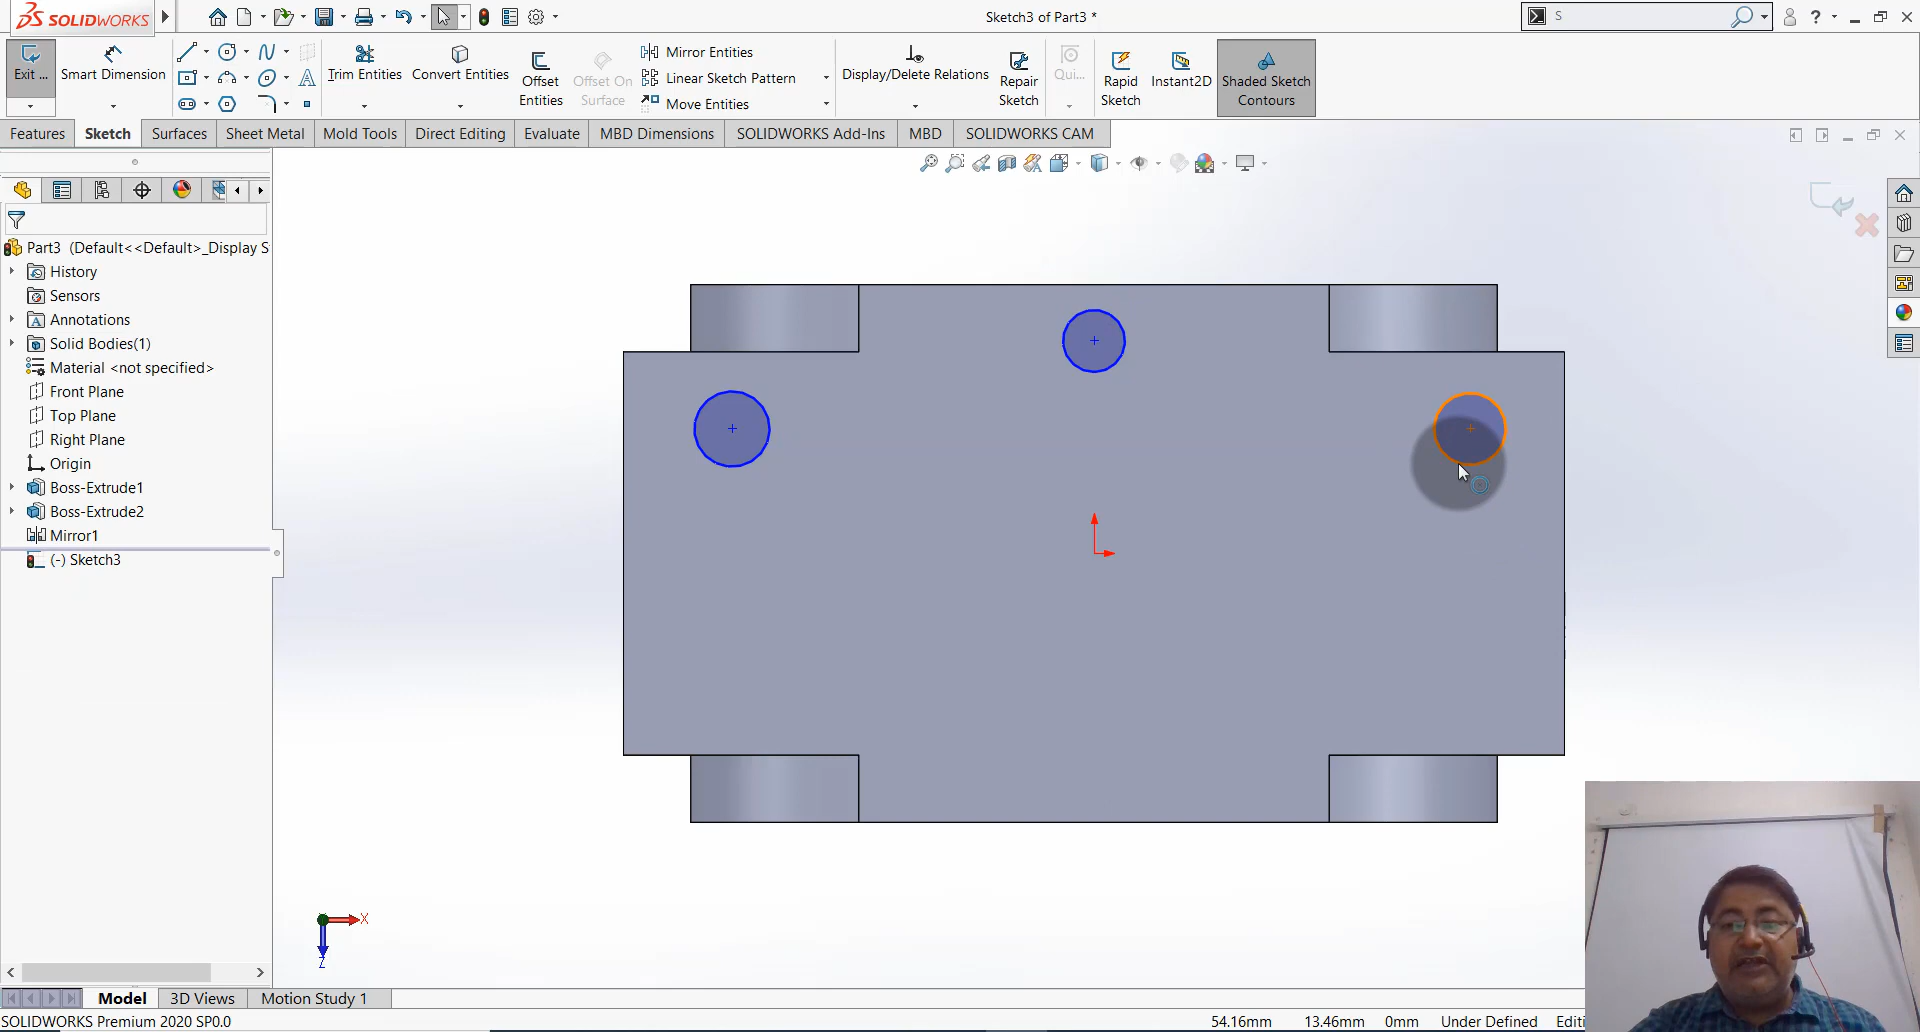 SOLIDWORKS
Sketch3 of Part3 *
S
Exit ...
Smart Dimension
Trim Entities
Convert Entities
Offset Entities
Offset On Surface
Mirror Entities
Linear Sketch Pattern
Move Entities
Display/Delete Relations
Repair Sketch
Qui...
Rapid Sketch
Instant2D
Shaded Sketch Contours
Features
Sketch
Surfaces
Sheet Metal
Mold Tools
Direct Editing
Evaluate
MBD Dimensions
SOLIDWORKS Add-Ins
MBD
SOLIDWORKS CAM
Part3 (Default<<Default>_Display S
History
Sensors
Annotations
Solid Bodies(1)
Material <not specified>
Front Plane
Top Plane
Right Plane
Origin
Boss-Extrude1
Boss-Extrude2
Mirror1
(-) Sketch3
X
Z
Model
3D Views
Motion Study 1
SOLIDWORKS Premium 2020 SP0.0
54.16mm
13.46mm
0mm
Under Defined
Editi